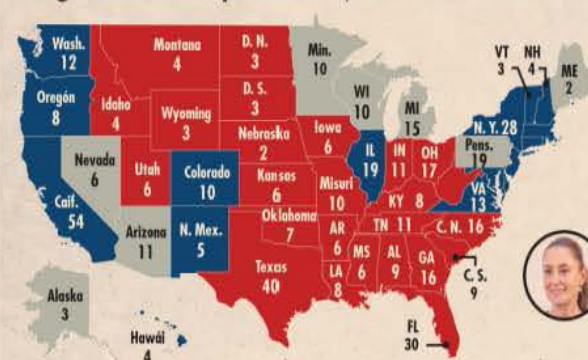 Wash.
12
Oregón
8
Caif.
54
Nevada
6
Idaho
4
Montana
4
Wyoming
3
Utah
6
Arizona
11
Colorado
10
N. Mex.
5
D. N.
3
D. S.
3
Nebraska
2
Kansas
6
Oklahoma
7
Texas
40
Min.
10
Iowa
6
Misuri
10
AR
6
LA
8
WI
10
IL
19
MI
15
IN
11
OH
17
KY 8
TN 11
MS
6
AL
9
GA
16
FL
30
C. N. 16
C. S.
9
VA
13
Pens.
19
N. Y. 28
VT
3
NH
4
ME
2
Alaska
3
Hawái
4